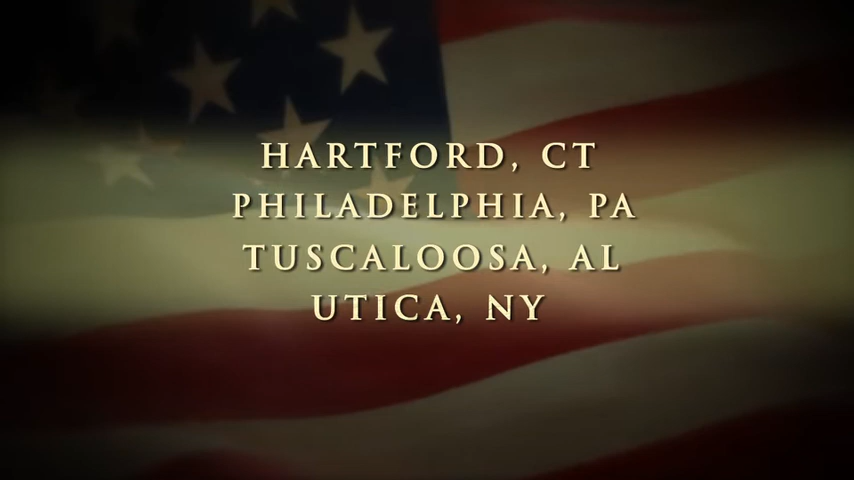 HARTFORD, CT
PHILADELPHIA, PA
TUSCALOOSA, AL
UTICA, NY